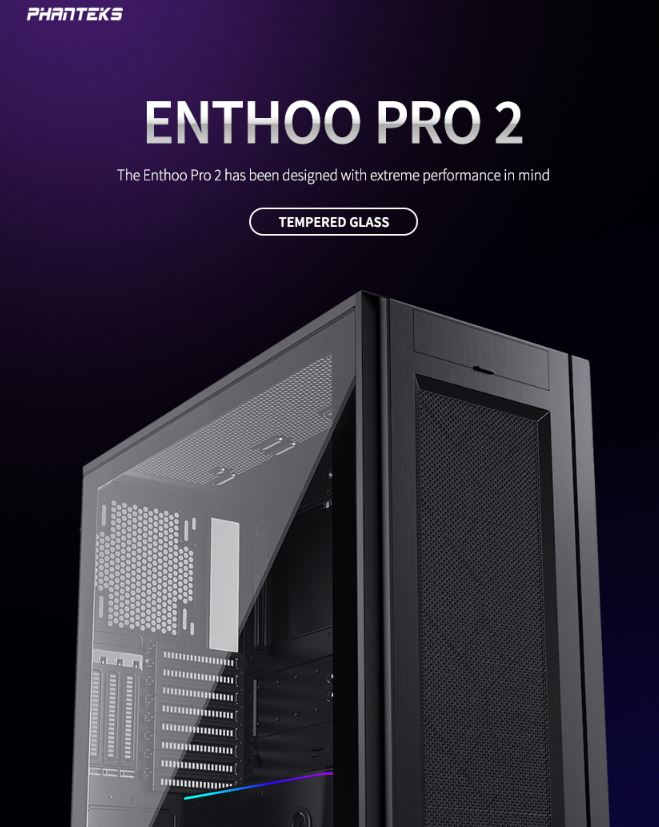 PHANTEKS
ENTHOO PRO 2
The Enthoo Pro 2 has been designed with extreme performance in mind
TEMPERED GLASS